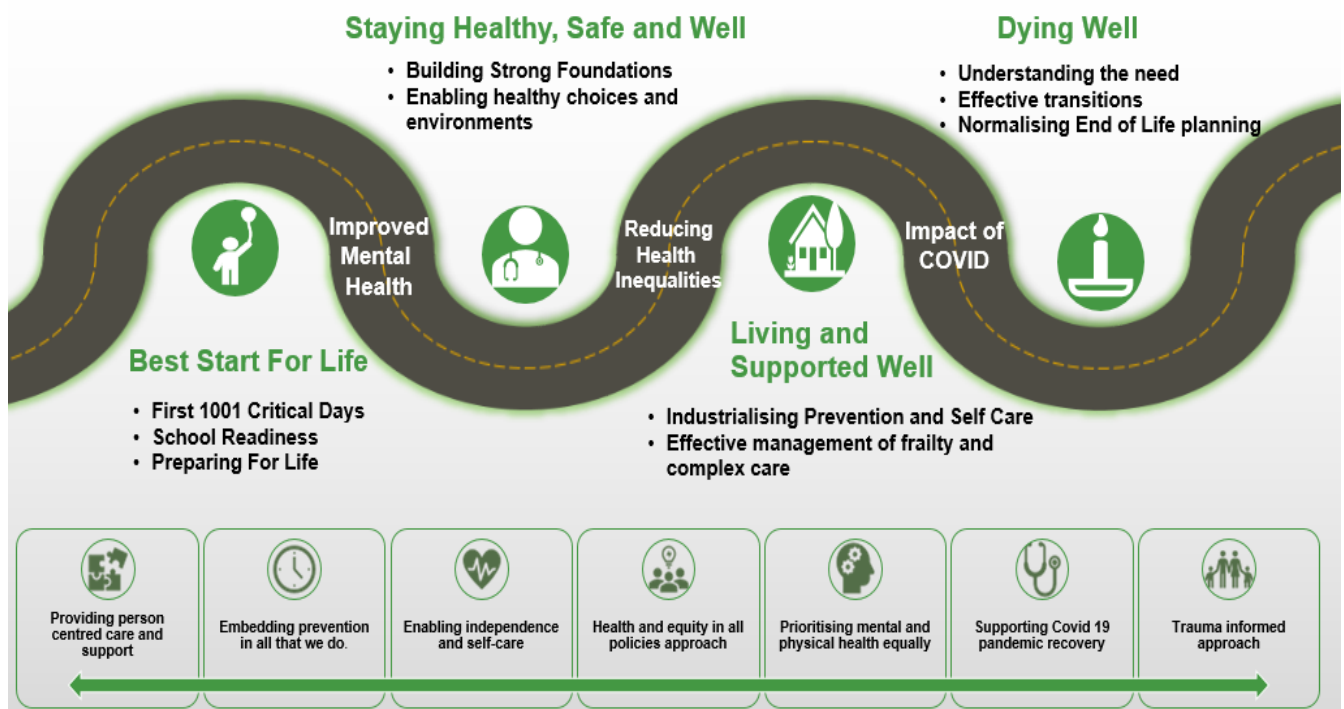 Staying Healthy, Safe and Well
• Building Strong Foundations
• Enabling healthy choices and
environments
Dying Well
• Understanding the need
• Effective transitions
• Normalising End of Life planning
Improved
Mental
Health
Reducing
Health
Inequalities
Impact of
COVID
Best Start For Life
• First 1001 Critical Days
• School Readiness
• Preparing For Life
Living and
Supported Well
• Industrialising Prevention and Self Care
• Effective management of frailty and
complex care
Providing person
centred care and
support
Embedding prevention
in all that we do.
Enabling independence
and self-care
Health and equity in all
policies approach
Prioritising mental and
physical health equally
Supporting Covid 19
pandemic recovery
Trauma informed
approach